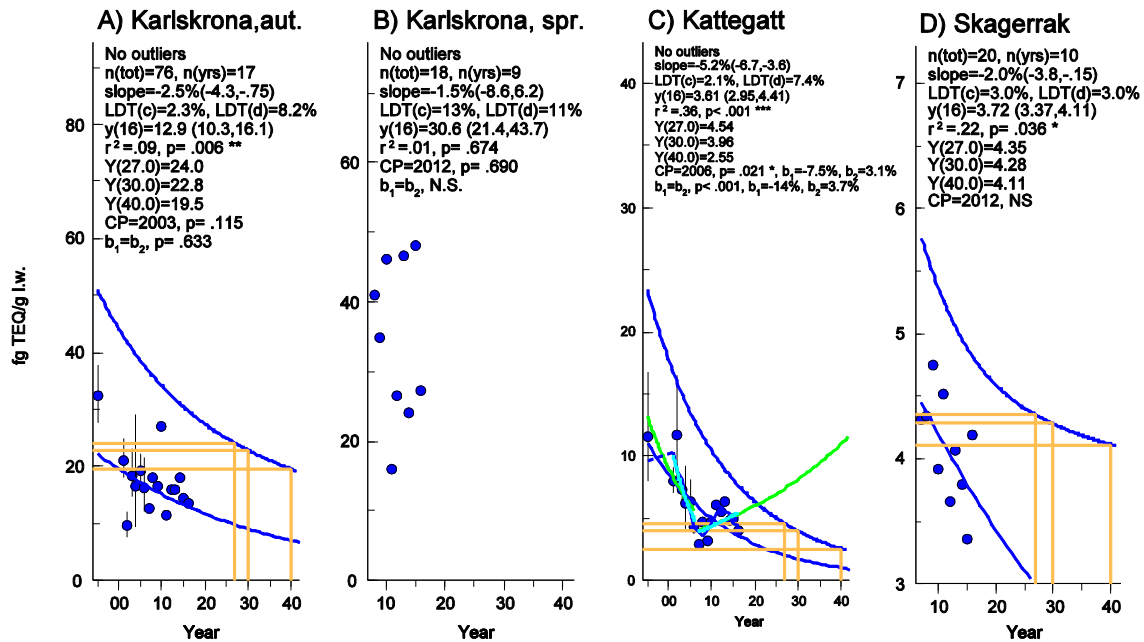 A) Karlskrona,aut.
No outliers
n(tot)=76, n(yrs)=17
slope=-2.5%(-4.3,-.75)
LDT(c)=2.3%, LDT(d)=8.2%
y(16)=12.9 (10.3,16.1)
r²=.09, p= .006 **
Y(27.0)=24.0
Y(30.0)=22.8
Y(40.0)=19.5
CP=2003, p= .115
b₁=b₂, p= .633
fg TEQ/g l.w.
80
60
40
20
0
00 10 20 30 40
Year
B) Karlskrona, spr.
No outliers
n(tot)=18, n(yrs)=9
slope=-1.5%(-8.6,6.2)
LDT(c)=13%, LDT(d)=11%
y(16)=30.6 (21.4,43.7)
r²=.01, p= .674
CP=2012, p= .690
b₁=b₂, N.S.
60
40
20
0
10 20 30 40
Year
C) Kattegatt
No outliers
slope=-5.2%(-6.7,-3.6)
LDT(c)=2.1%, LDT(d)=7.4%
y(16)=3.61 (2.95,4.41)
r²=.36, p< .001 ***
Y(27.0)=4.54
Y(30.0)=3.96
Y(40.0)=2.55
CP=2006, p= .021 *, b₁=-7.5%, b₂=3.1%
b₁=b₂, p< .001, b₁=-14%, b₂=3.7%
40
30
20
10
0
00 10 20 30 40
Year
D) Skagerrak
n(tot)=20, n(yrs)=10
slope=-2.0%(-3.8,-.15)
LDT(c)=3.0%, LDT(d)=3.0%
y(16)=3.72 (3.37,4.11)
r²=.22, p= .036 *
Y(27.0)=4.35
Y(30.0)=4.28
Y(40.0)=4.11
CP=2012, NS
7
6
5
4
3
10 20 30 40
Year